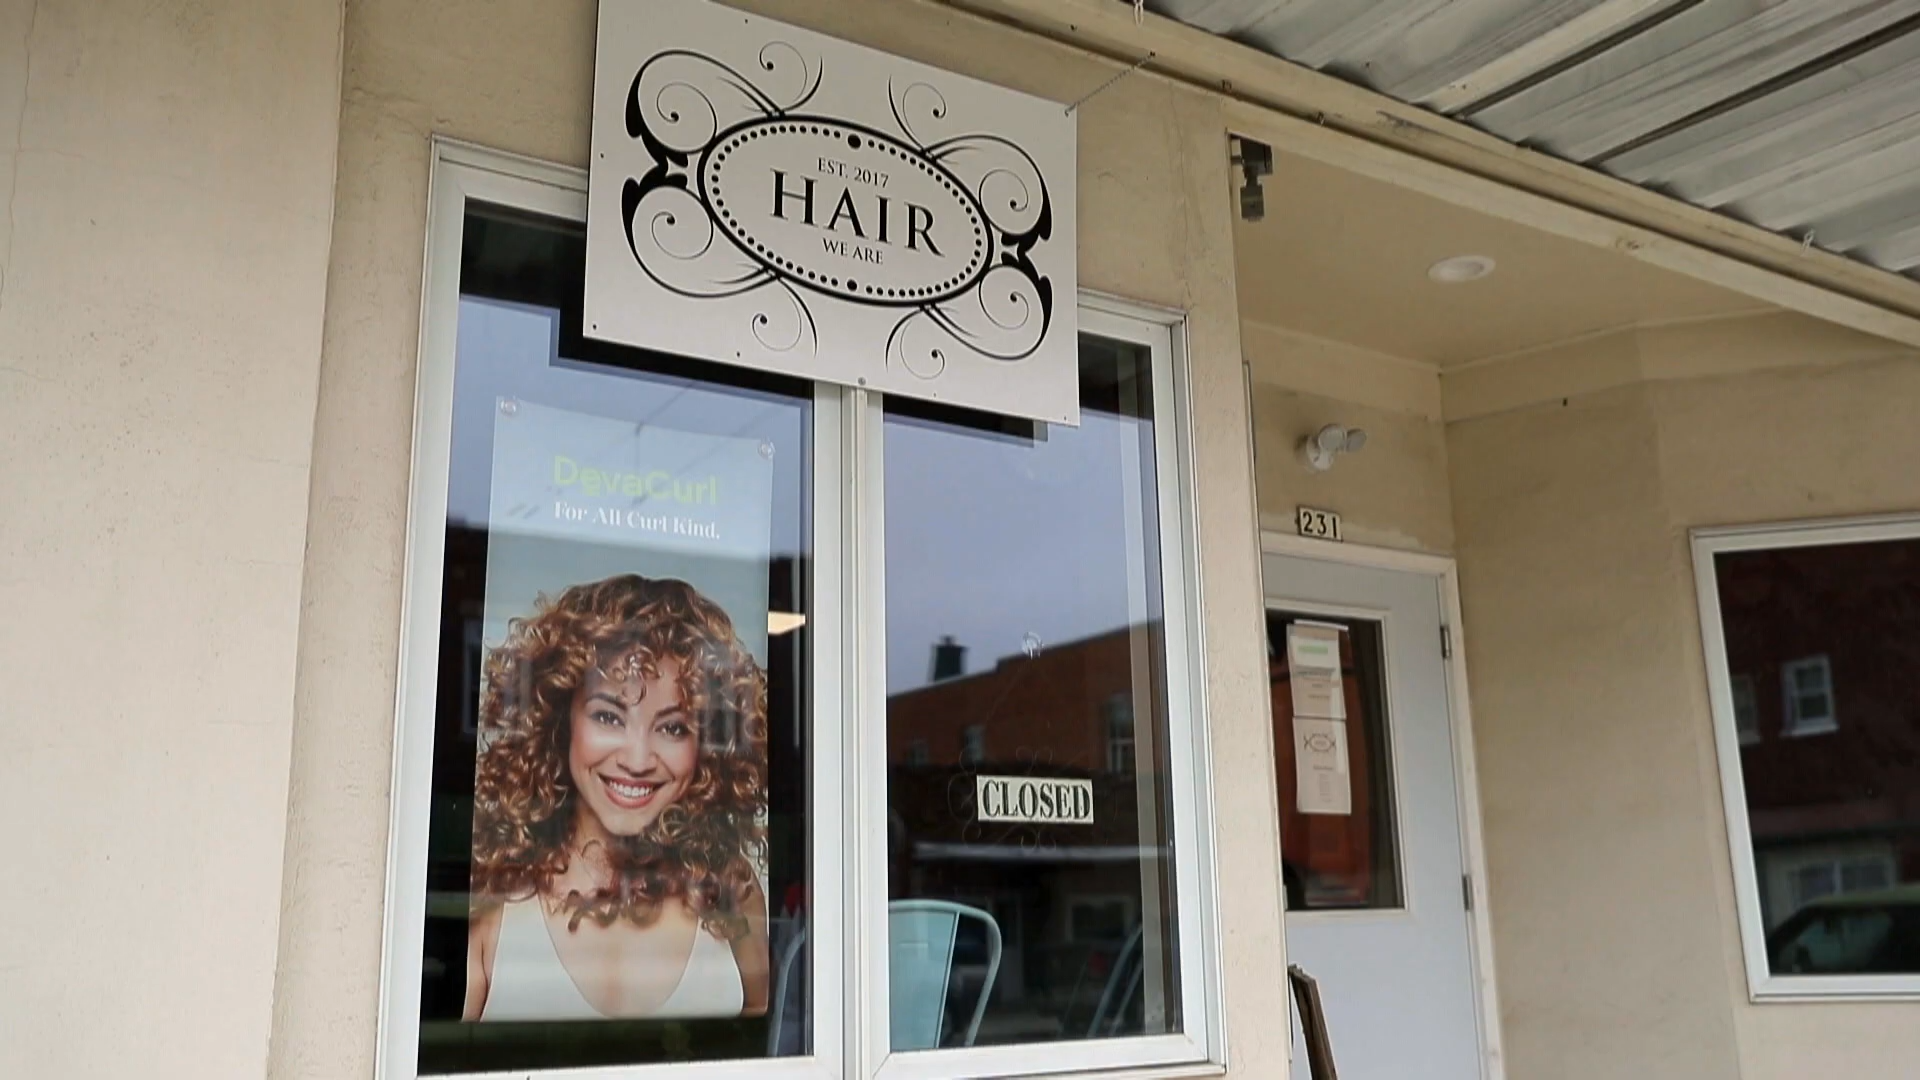 EST. 2017
HAIR
WE ARE
DevaCurl
For All Curl Kind.
231
CLOSED